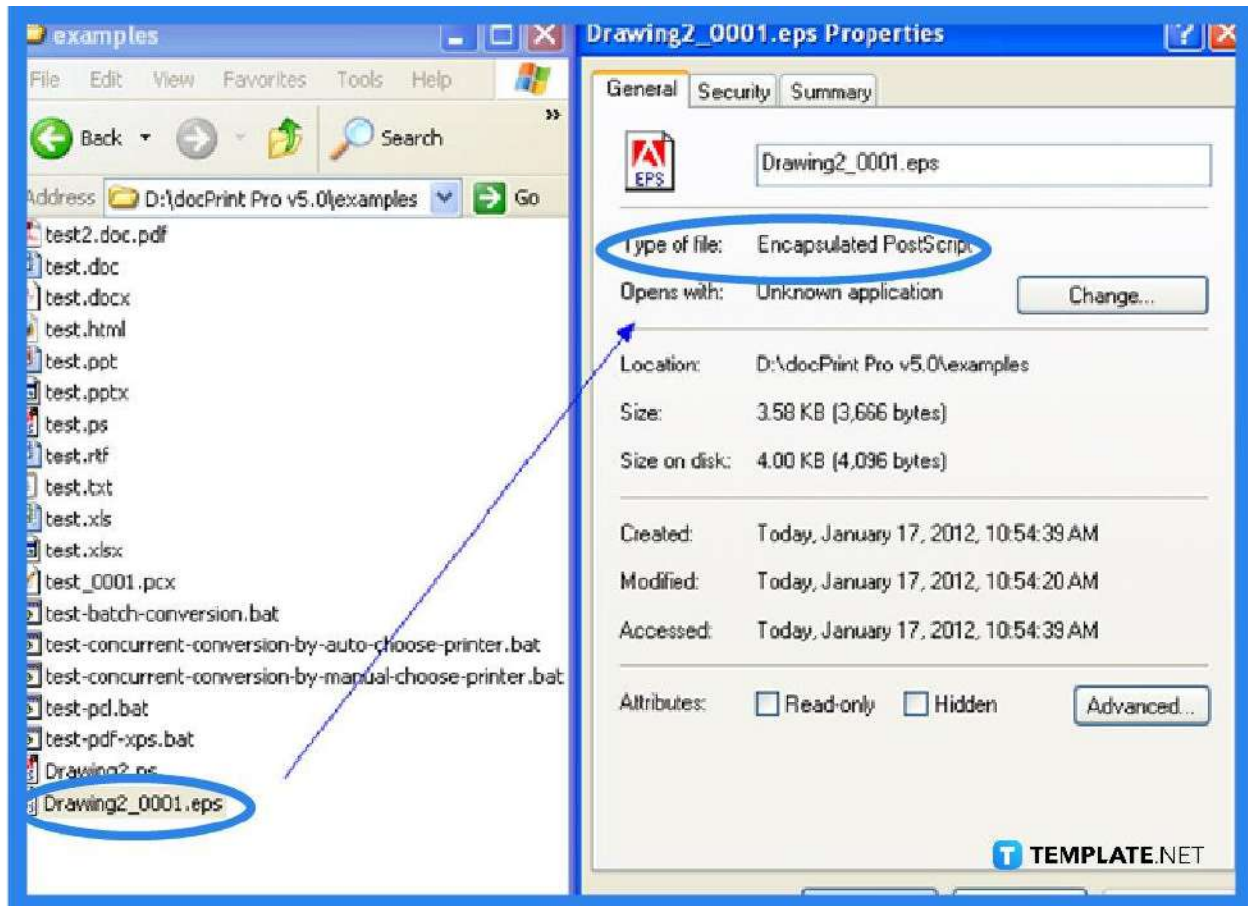 examples
File Edit View Favorites Tools Help
Back Search
Address D:\docPrint Pro v5.0\examples Go
test2.doc.pdf
test.doc
test.docx
test.html
test.ppt
test.pptx
test.ps
test.rtf
test.txt
test.xls
test.xlsx
test_0001.pcx
test-batch-conversion.bat
test-concurrent-conversion-by-auto-choose-printer.bat
test-concurrent-conversion-by-manual-choose-printer.bat
test-pcl.bat
test-pdf-xps.bat
Drawing2.ps
Drawing2_0001.eps
Drawing2_0001.eps Properties
General Security Summary
EPS
Drawing2_0001.eps
Type of file: Encapsulated PostScript
Opens with: Unknown application Change...
Location: D:\docPrint Pro v5.0\examples
Size: 3.58 KB (3,666 bytes)
Size on disk: 4.00 KB (4,096 bytes)
Created: Today, January 17, 2012, 10:54:39 AM
Modified: Today, January 17, 2012, 10:54:20 AM
Accessed: Today, January 17, 2012, 10:54:39 AM
Attributes: Read-only Hidden Advanced...
T TEMPLATE.NET